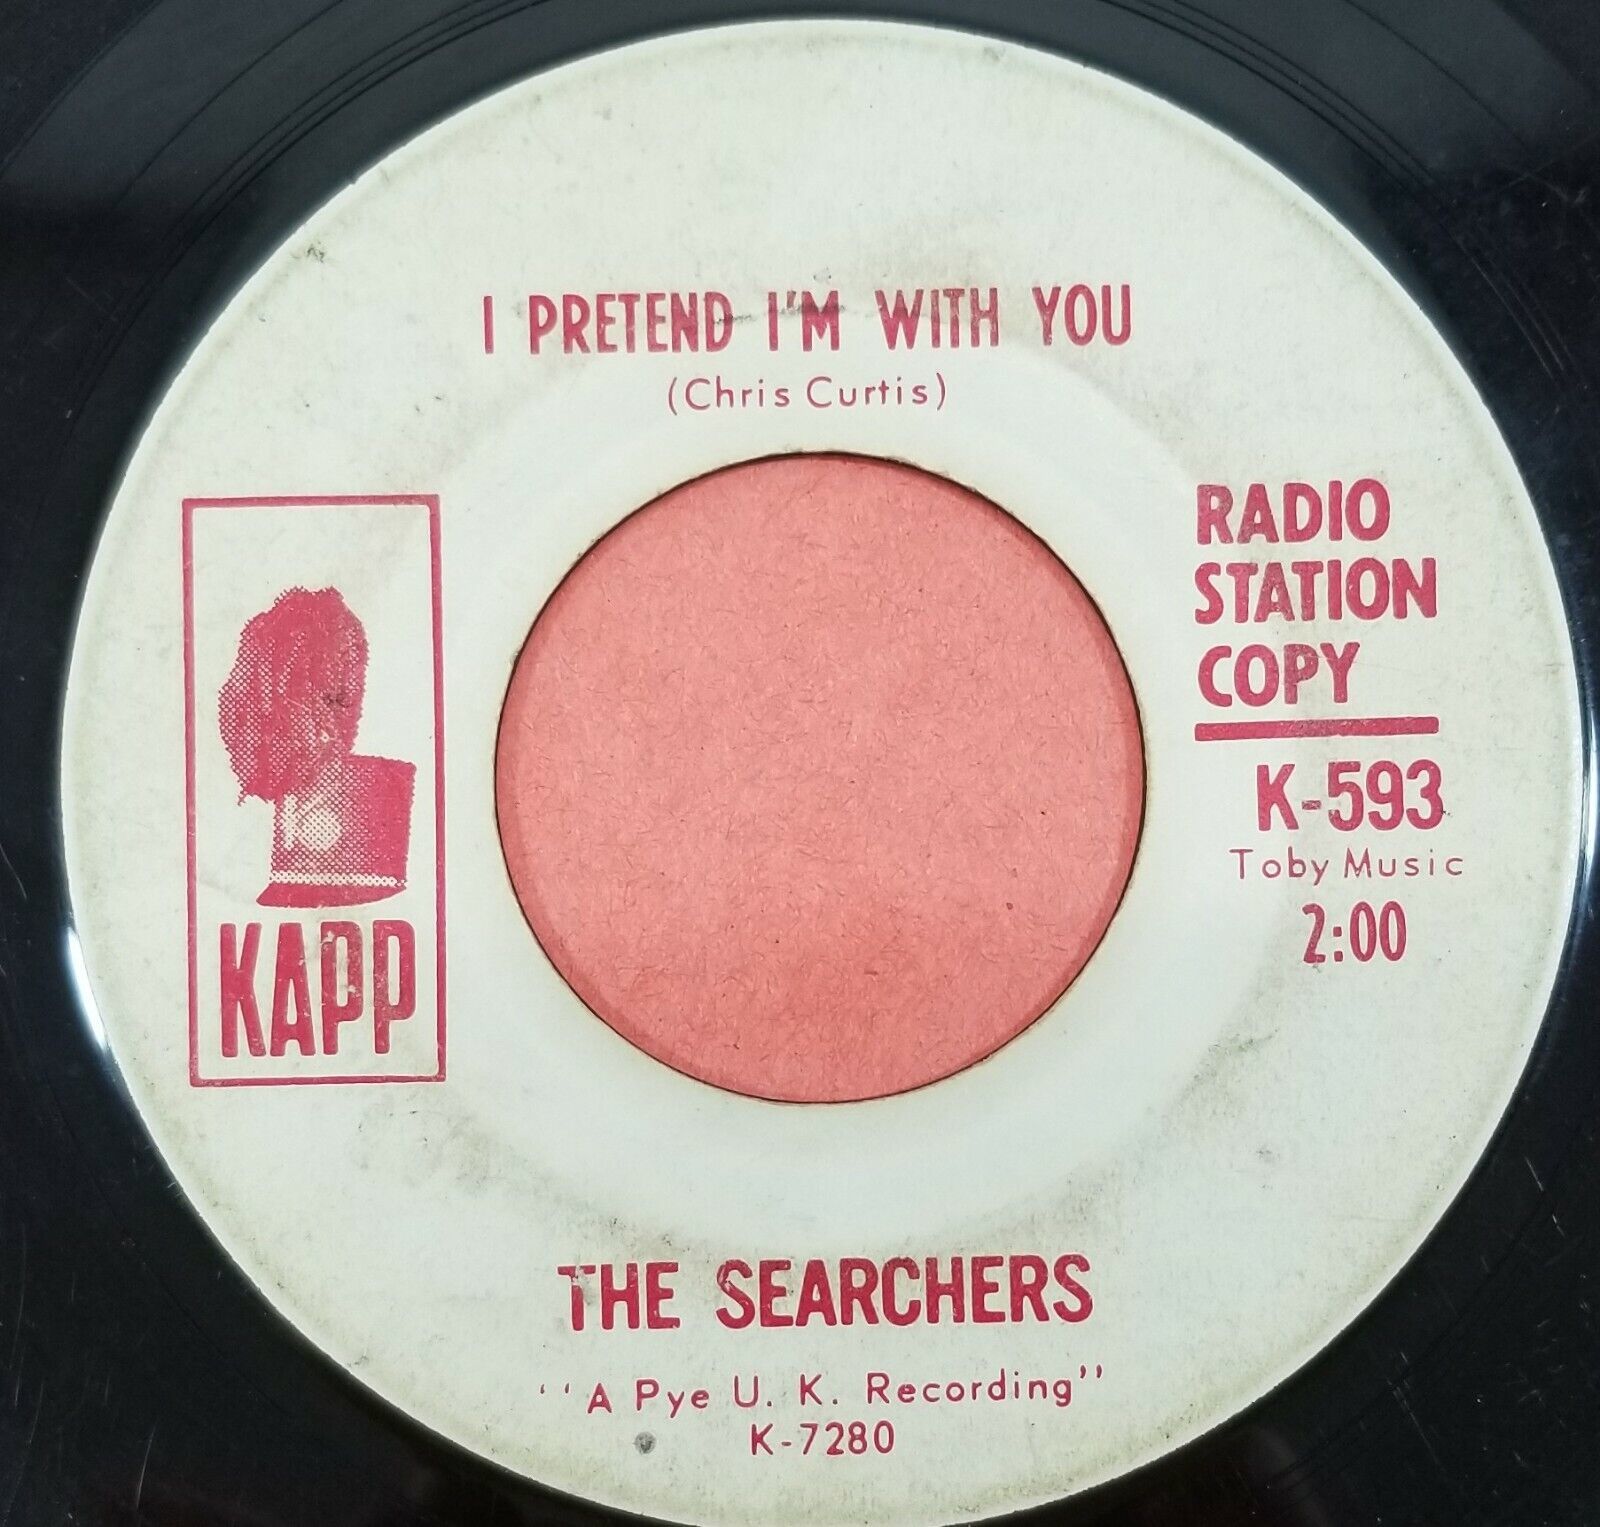 I PRETEND I'M WITH YOU
(Chris Curtis)
RADIO
STATION
COPY
K-593
Toby Music
2:00
K
KAPP
THE SEARCHERS
''A Pye U. K. Recording''
K-7280